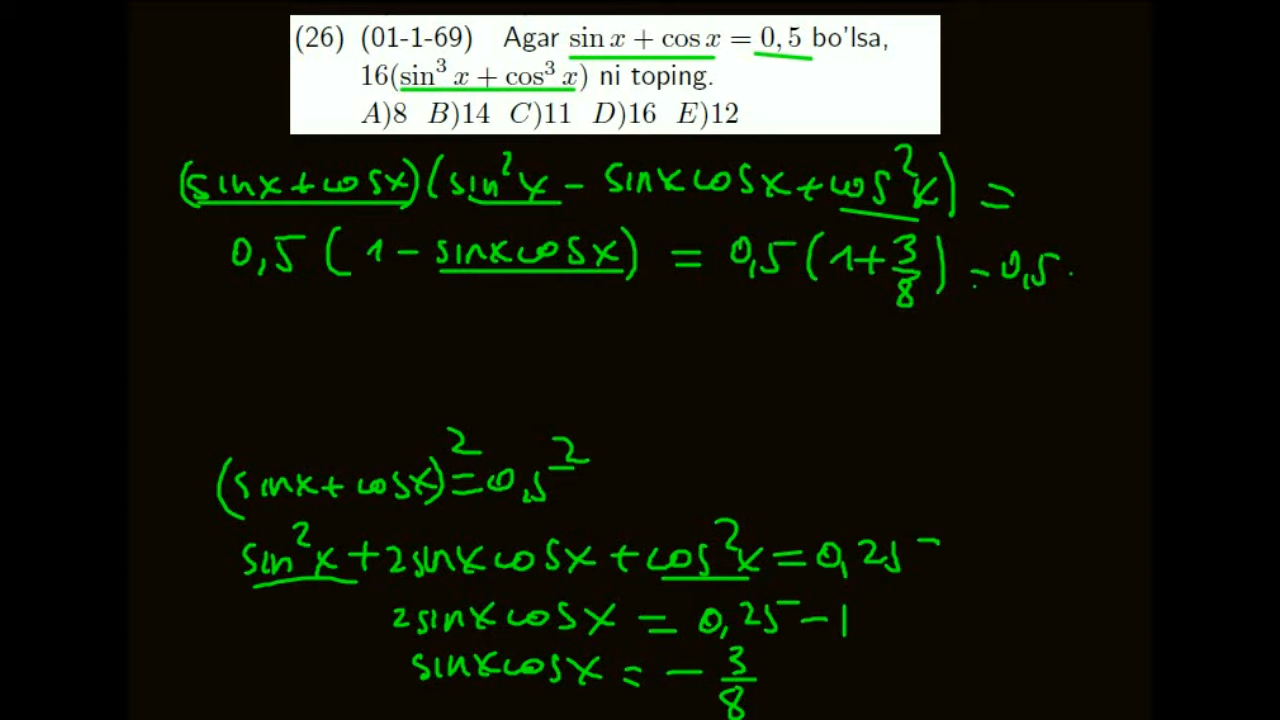 (26) (01-1-69) Agar sin x + cos x = 0, 5 bo'lsa,
16(sin³ x + cos³ x) ni toping.
A)8 B)14 C)11 D)16 E)12
(sinx+cosx)(sin²x − sinxcosx+cos²x) =
0,5 (1 − sinxcosx) = 0,5(1+3/8) = 0,5.
(sinx+cosx)²=0,5²
sin²x+2sinxcosx+cos²x=0,25
2sinxcosx = 0,25−1
sinxcosx = − 3/8